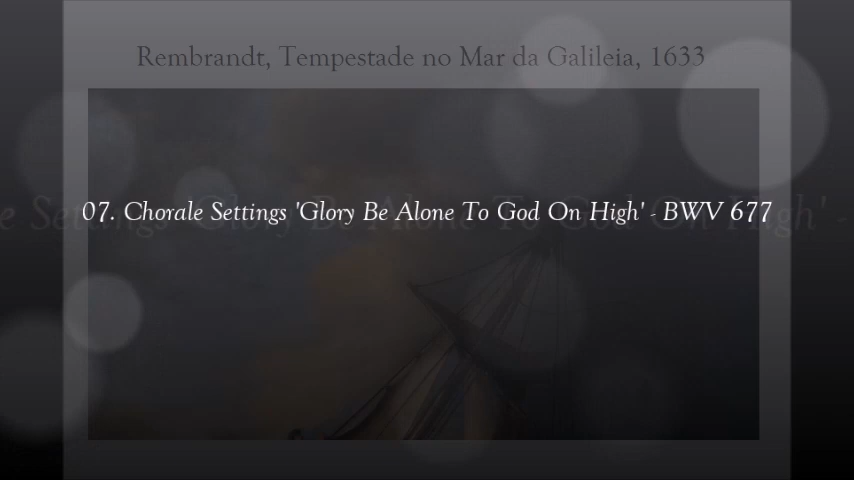 Rembrandt, Tempestade no Mar da Galileia, 1633
07. Chorale Settings 'Glory Be Alone To God On High' - BWV 677